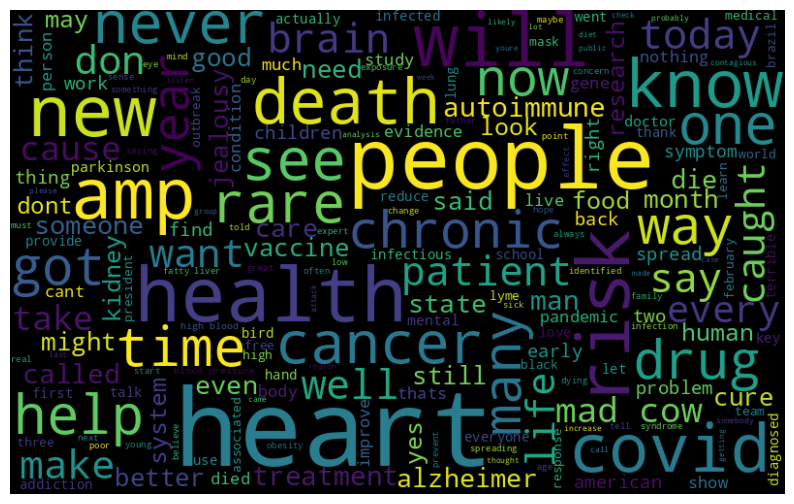 think
may
never
actually
infected
likely
maybe
lot
went
check
probably
medical
don
good
brain
youre
mask
diet
public
will
today
brazil
person
work
eye
mind
much
need
study
exposure
lung
contagious
now
nothing
know
new
year
jealousy
outbreak
sense
listen
something
day
week
death
concern
autoimmune
gene
research
doctor
one
cause
saying
condition
children
evidence
analysis
look
point
right
thank
symptom
world
thing
parkinson
amp
see
people
effect
die
learn
dont
please
must
group
rare
reduce
live
food
month
someone
provide
find
told
expert
care
said
change
hope
back
way
caught
got
cant
president
kidney
want
vaccine
chronic
always
infectious
school
spread
say
february
case
made
terrible
take
fatty liver
great
often
low
patient
identified
family
health
attack
state
lyme
man
two
every
might
high blood
bird
mental
sick
pandemic
infection
key
real
last
time
free
high
blood pressure
reason
cancer
many
love
risk
human
called
start
body
hand
thats
black
early
let
drug
first
talk
system
even
well
still
life
dying
problem
help
believe
came
heart
yes
everyone
mad cow
tell
cure
team
three
next
young
improve
associated
obesity
prevent
spreading
response
syndrome
somebody
diagnosed
poor
use
thought
age
increase
call
getting
make
better
died
treatment
alzheimer
covid
show
addiction
american